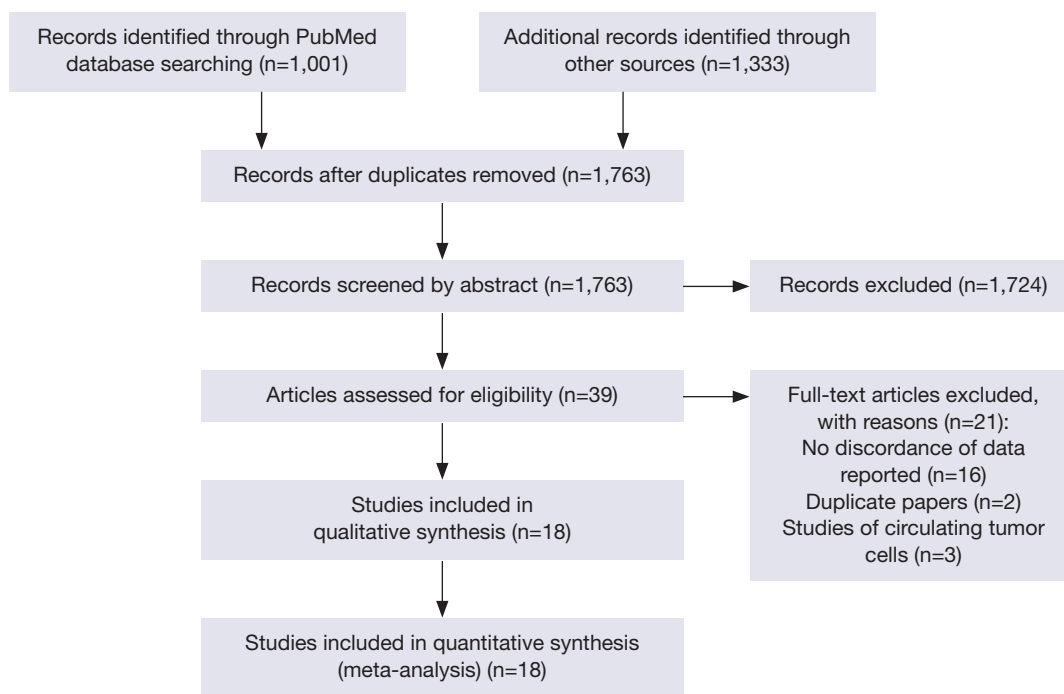 Records identified through PubMed
database searching (n=1,001)
Additional records identified through
other sources (n=1,333)
Records after duplicates removed (n=1,763)
Records screened by abstract (n=1,763)
Records excluded (n=1,724)
Articles assessed for eligibility (n=39)
Full-text articles excluded,
with reasons (n=21):
No discordance of data
reported (n=16)
Duplicate papers (n=2)
Studies of circulating tumor
cells (n=3)
Studies included in
qualitative synthesis (n=18)
Studies included in quantitative synthesis
(meta-analysis) (n=18)